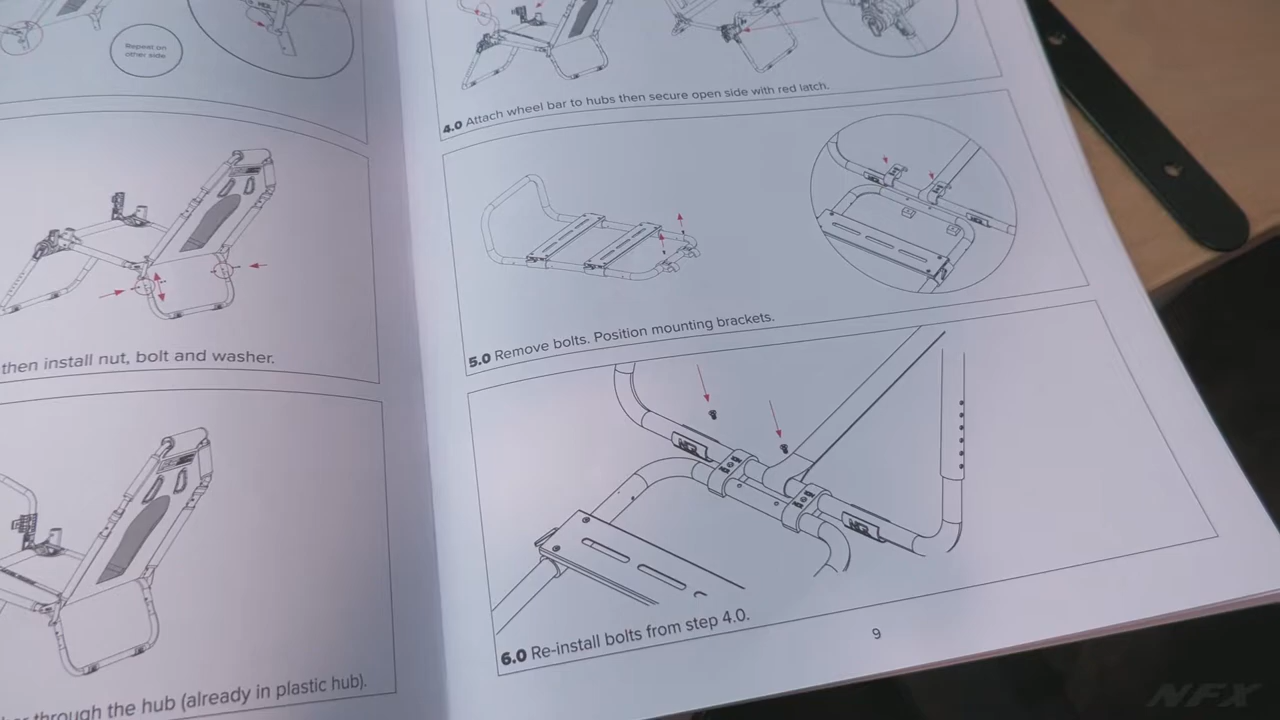 Repeat on
other side
then install nut, bolt and washer.
through the hub (already in plastic hub).
4.0 Attach wheel bar to hubs then secure open side with red latch.
5.0 Remove bolts. Position mounting brackets.
6.0 Re-install bolts from step 4.0.
9
NFX